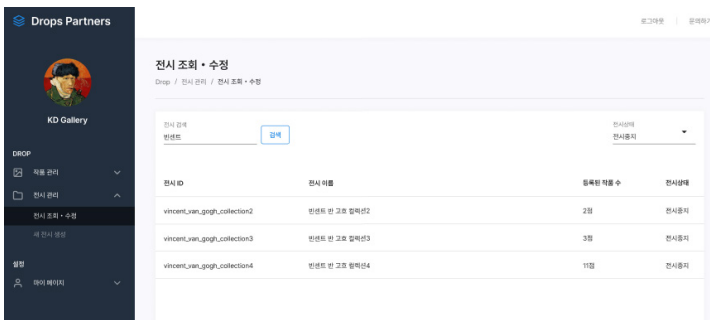 Drops Partners
로그아웃
문의하기
KD Gallery
DROP
작품 관리
전시 관리
전시 조회 • 수정
새 전시 생성
설정
마이 페이지
전시 조회 • 수정
Drop / 전시 관리 / 전시 조회 • 수정
전시 검색
빈센트
검색
전시상태
전시중지
전시 ID 전시 이름 등록된 작품 수 전시상태
vincent_van_gogh_collection2 빈센트 반 고흐 컬렉션2 2점 전시중지
vincent_van_gogh_collection3 빈센트 반 고흐 컬렉션3 3점 전시중지
vincent_van_gogh_collection4 빈센트 반 고흐 컬렉션4 11점 전시중지